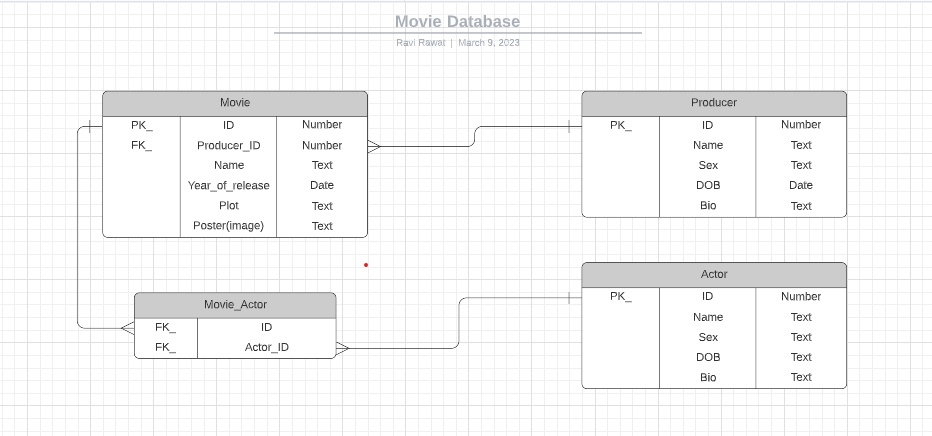 Movie Database
Ravi Rawat | March 9, 2023
Movie
PK_ ID Number
FK_ Producer_ID Number
Name Text
Year_of_release Date
Plot Text
Poster(image) Text
Producer
PK_ ID Number
Name Text
Sex Text
DOB Date
Bio Text
Movie_Actor
FK_ ID
FK_ Actor_ID
Actor
PK_ ID Number
Name Text
Sex Text
DOB Text
Bio Text